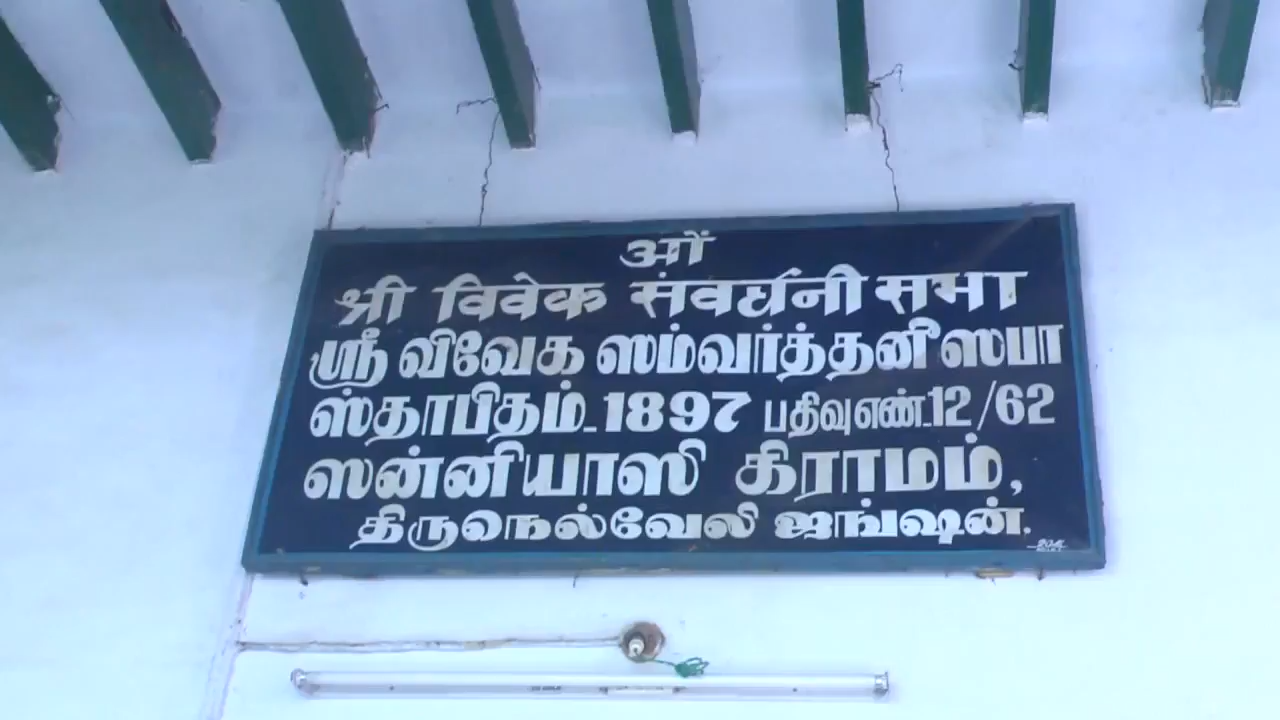 ओं
श्री विवेक संवर्धनी सभा
ஸ்ரீ விவேக ஸம்வர்த்தனி ஸபா
ஸ்தாபிதம்-1897 பதிவு எண்-12/62
ஸன்னியாஸி கிராமம்,
திருநெல்வேலி ஜங்ஷன்.